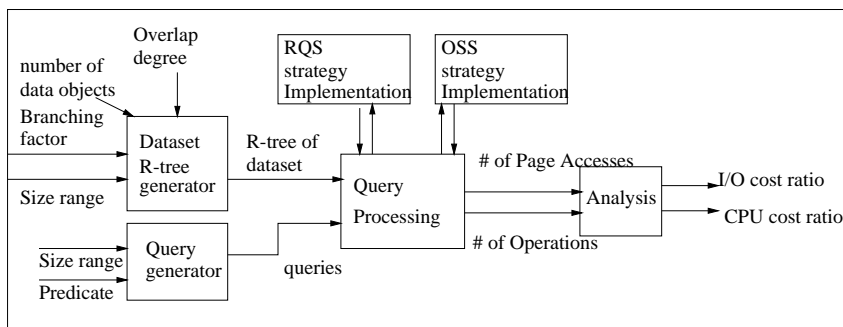 Overlap
degree
number of
data objects
Branching
factor
Size range
Dataset
R-tree
generator
R-tree of
dataset
RQS
strategy
Implementation
OSS
strategy
Implementation
Query
Processing
# of Page Accesses
# of Operations
Analysis
I/O cost ratio
CPU cost ratio
Size range
Predicate
Query
generator
queries